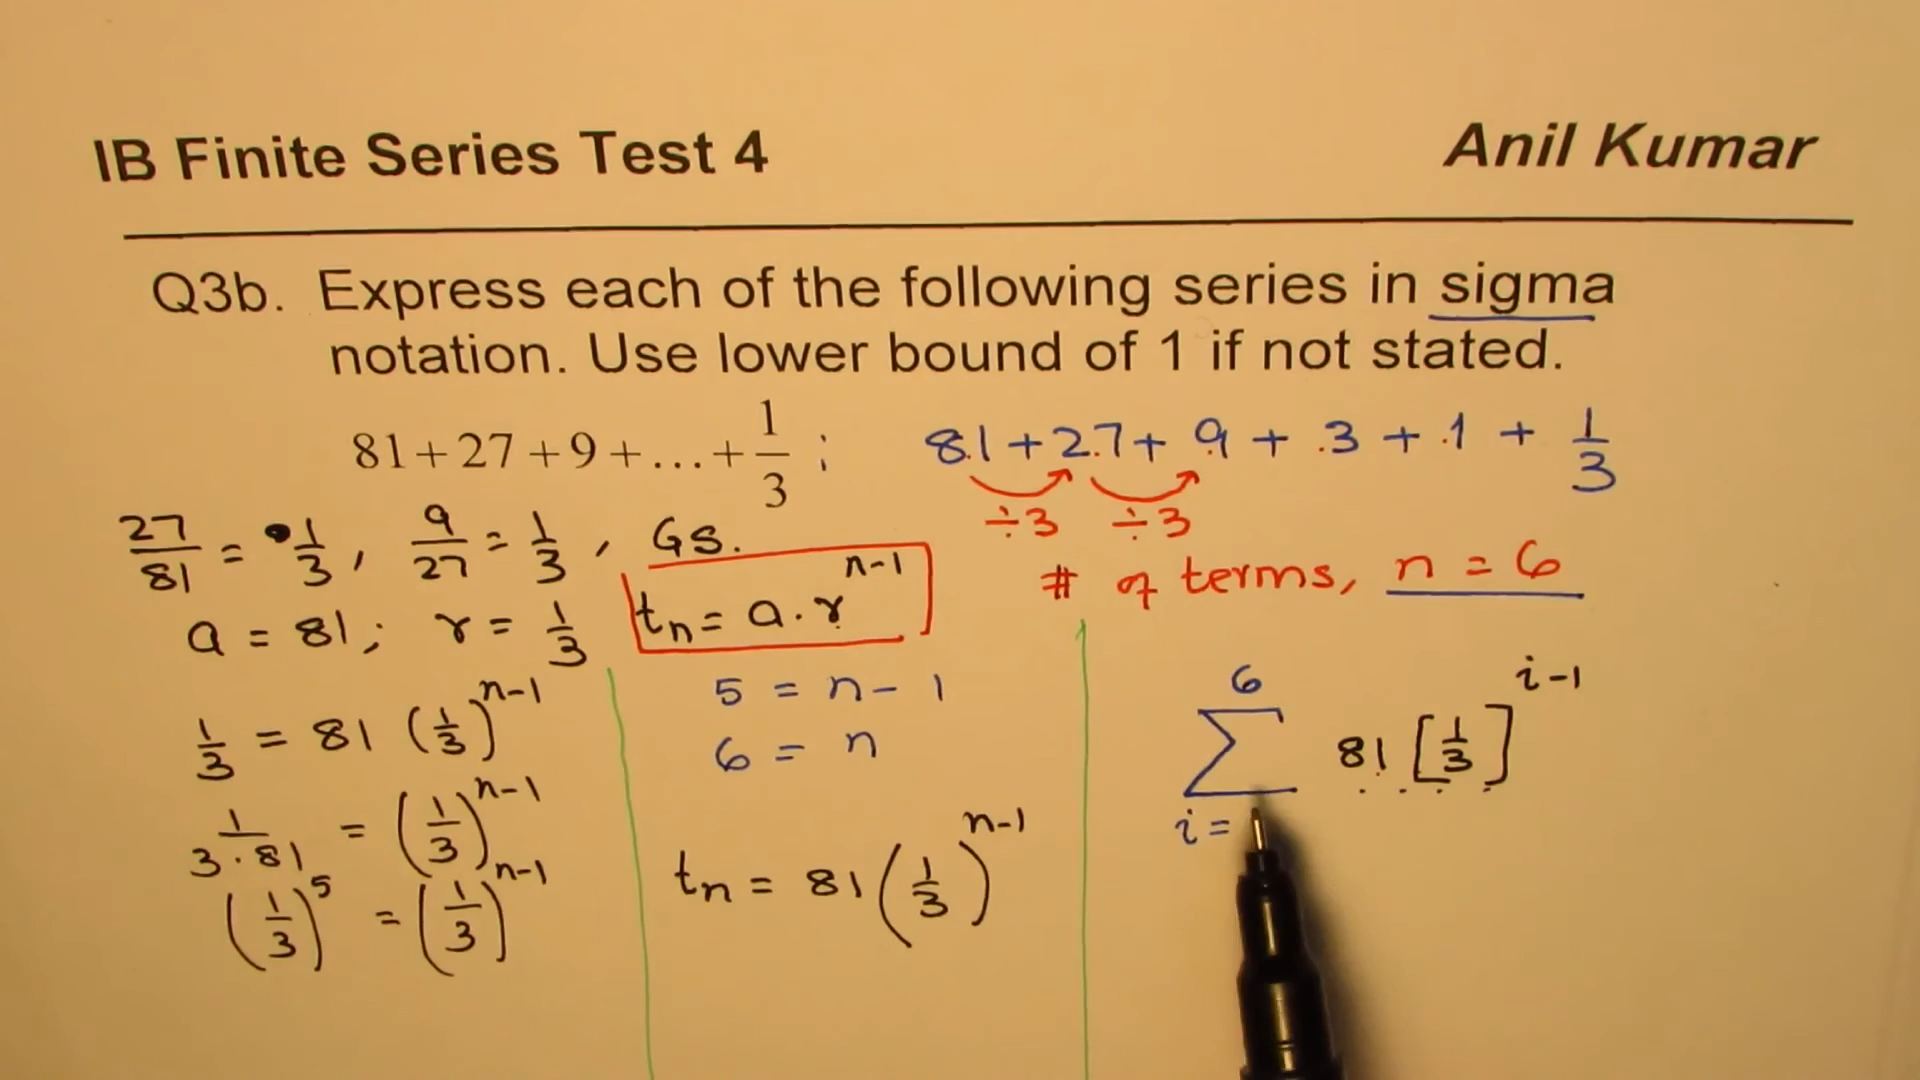 IB Finite Series Test 4
Anil Kumar
Q3b. Express each of the following series in sigma
notation. Use lower bound of 1 if not stated.
81+27+9+...+1/3 ;
81+27+9+3+1+1/3
÷3 ÷3
27/81 = 1/3 , 9/27 = 1/3 , GS.
# of terms, n = 6
a = 81; r = 1/3
tn = a.r^(n-1)
1/3 = 81 (1/3)^(n-1)
1/(3.81) = (1/3)^(n-1)
(1/3)^5 = (1/3)^(n-1)
5 = n-1
6 = n
tn = 81(1/3)^(n-1)
6
Σ 81[1/3]^(i-1)
i =